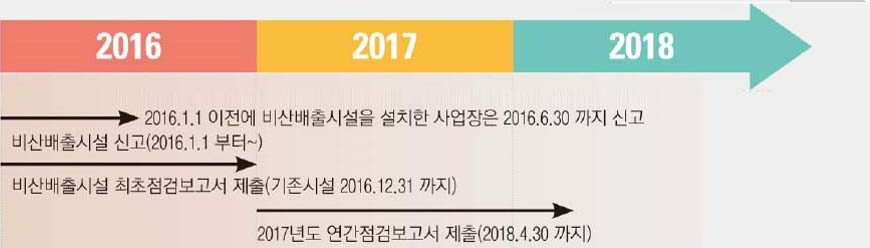 2016 2017 2018
2016.1.1 이전에 비산배출시설을 설치한 사업장은 2016.6.30 까지 신고
비산배출시설 신고(2016.1.1 부터~)
비산배출시설 최초점검보고서 제출(기존시설 2016.12.31 까지)
2017년도 연간점검보고서 제출(2018.4.30 까지)